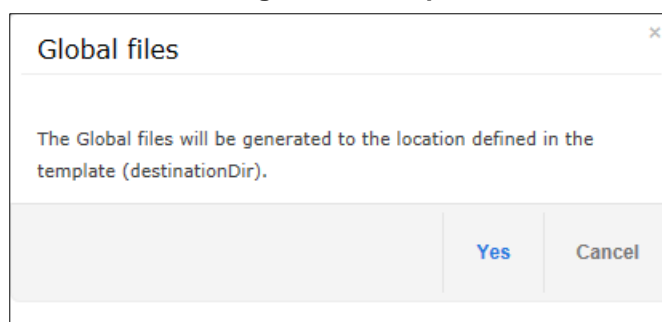 Global files
×
The Global files will be generated to the location defined in the
template (destinationDir).
Yes Cancel